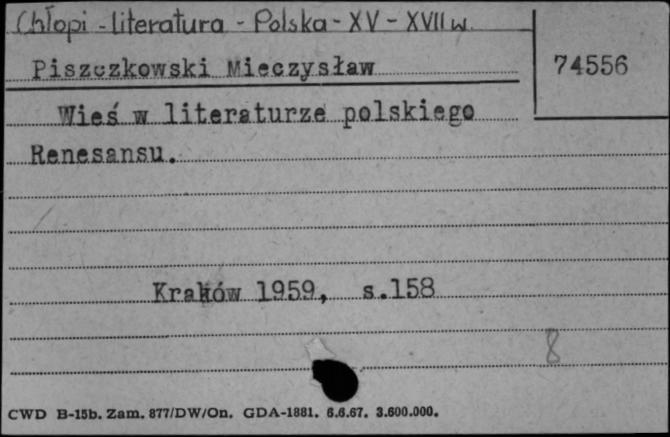 Chłopi - literatura - Polska - XV - XVII w.
Piszczkowski Mieczysław
74556
Wieś w literaturze polskiego
Renesansu.
Kraków 1959, s.158
8
CWD B-15b. Zam. 877/DW/On. GDA-1881. 6.6.67. 3.600.000.